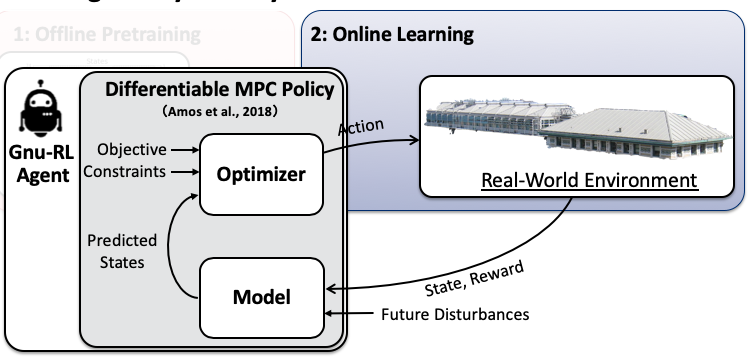 1: Offline Pretraining
2: Online Learning
Differentiable MPC Policy
(Amos et al., 2018)
Gnu-RL
Agent
Objective
Constraints
Optimizer
Action
Real-World Environment
Predicted
States
Model
State, Reward
Future Disturbances